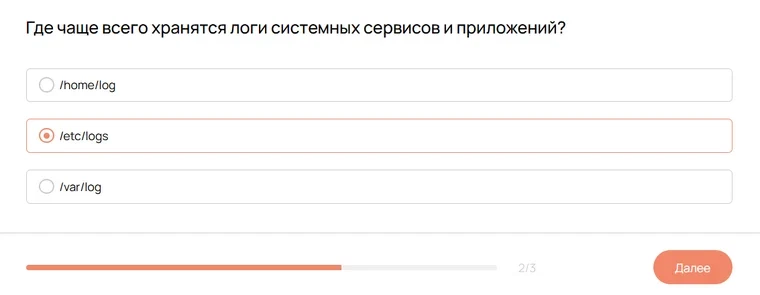 Где чаще всего хранятся логи системных сервисов и приложений?
/home/log
/etc/logs
/var/log
2/3
Далее